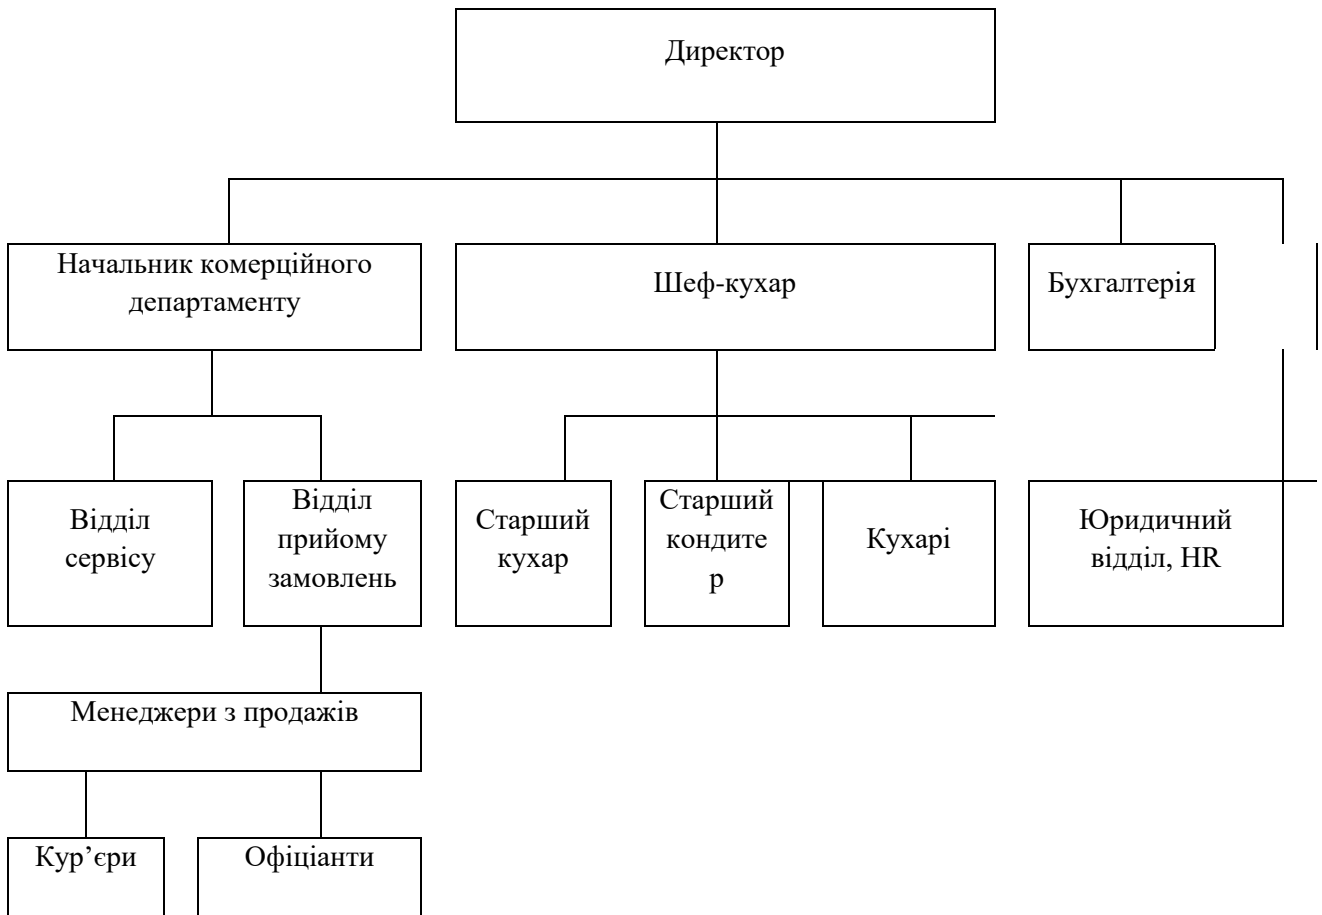 Директор
Начальник комерційного
департаменту
Шеф-кухар
Бухгалтерія
Відділ
сервісу
Відділ
прийому
замовлень
Старший
кухар
Старший
кондите
р
Кухарі
Юридичний
відділ, HR
Менеджери з продажів
Кур’єри
Офіціанти